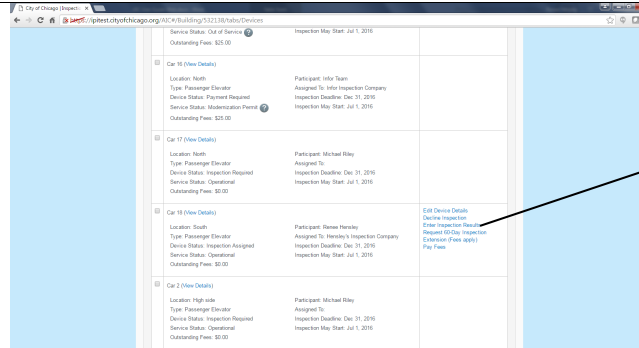 City of Chicago | Inspectio
https://ipitest.cityofchicago.org/AIC#/Building/532138/tabs/Devices
Service Status: Out of Service ?
Inspection May Start: Jul 1, 2016
Outstanding Fees: $25.00
Car 16 (View Details)
Location: North
Participant: Infor Team
Type: Passenger Elevator
Assigned To: Infor Inspection Company
Device Status: Payment Required
Inspection Deadline: Dec 31, 2016
Service Status: Modernization Permit ?
Inspection May Start: Jul 1, 2016
Outstanding Fees: $25.00
Car 17 (View Details)
Location: North
Participant: Michael Riley
Type: Passenger Elevator
Assigned To:
Device Status: Inspection Required
Inspection Deadline: Dec 31, 2016
Service Status: Operational
Inspection May Start: Jul 1, 2016
Outstanding Fees: $0.00
Car 18 (View Details)
Location: South
Participant: Renee Hensley
Type: Passenger Elevator
Assigned To: Hensley's Inspection Company
Device Status: Inspection Assigned
Inspection Deadline: Dec 31, 2016
Service Status: Operational
Inspection May Start: Jul 1, 2016
Outstanding Fees: $0.00
Edit Device Details
Decline Inspection
Enter Inspection Results
Request 60-Day Inspection
Extension (Fees apply)
Pay Fees
Car 2 (View Details)
Location: High side
Participant: Michael Riley
Type: Passenger Elevator
Assigned To:
Device Status: Inspection Required
Inspection Deadline: Dec 31, 2016
Service Status: Operational
Inspection May Start: Jul 1, 2016
Outstanding Fees: $0.00